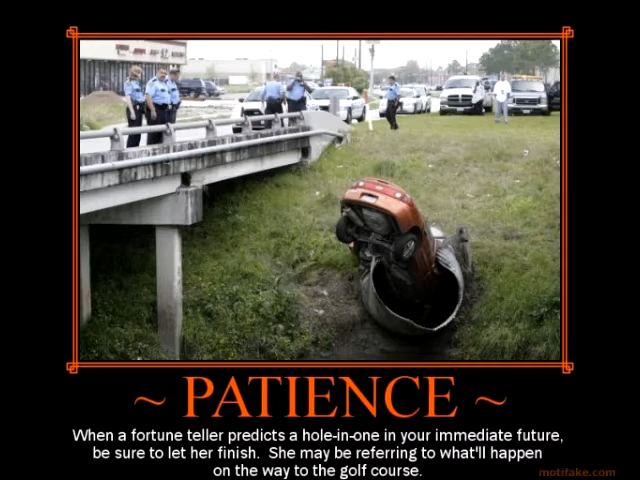 ~ PATIENCE ~
When a fortune teller predicts a hole-in-one in your immediate future,
be sure to let her finish.  She may be referring to what'll happen
on the way to the golf course.
motifake.com